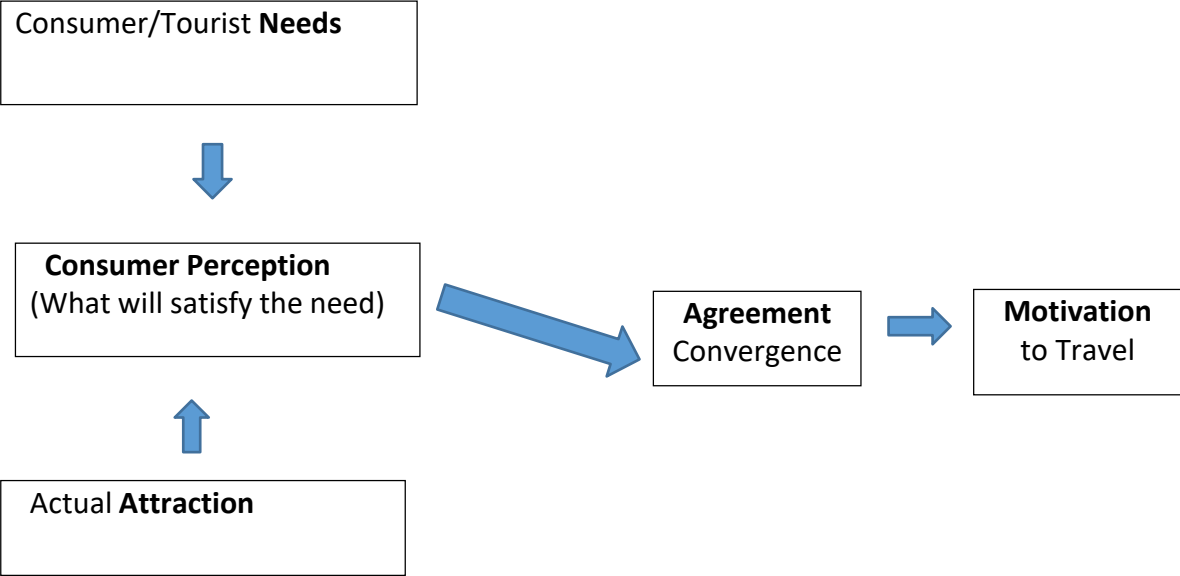 Consumer/Tourist Needs
Consumer Perception
(What will satisfy the need)
Agreement
Convergence
Motivation
to Travel
Actual Attraction